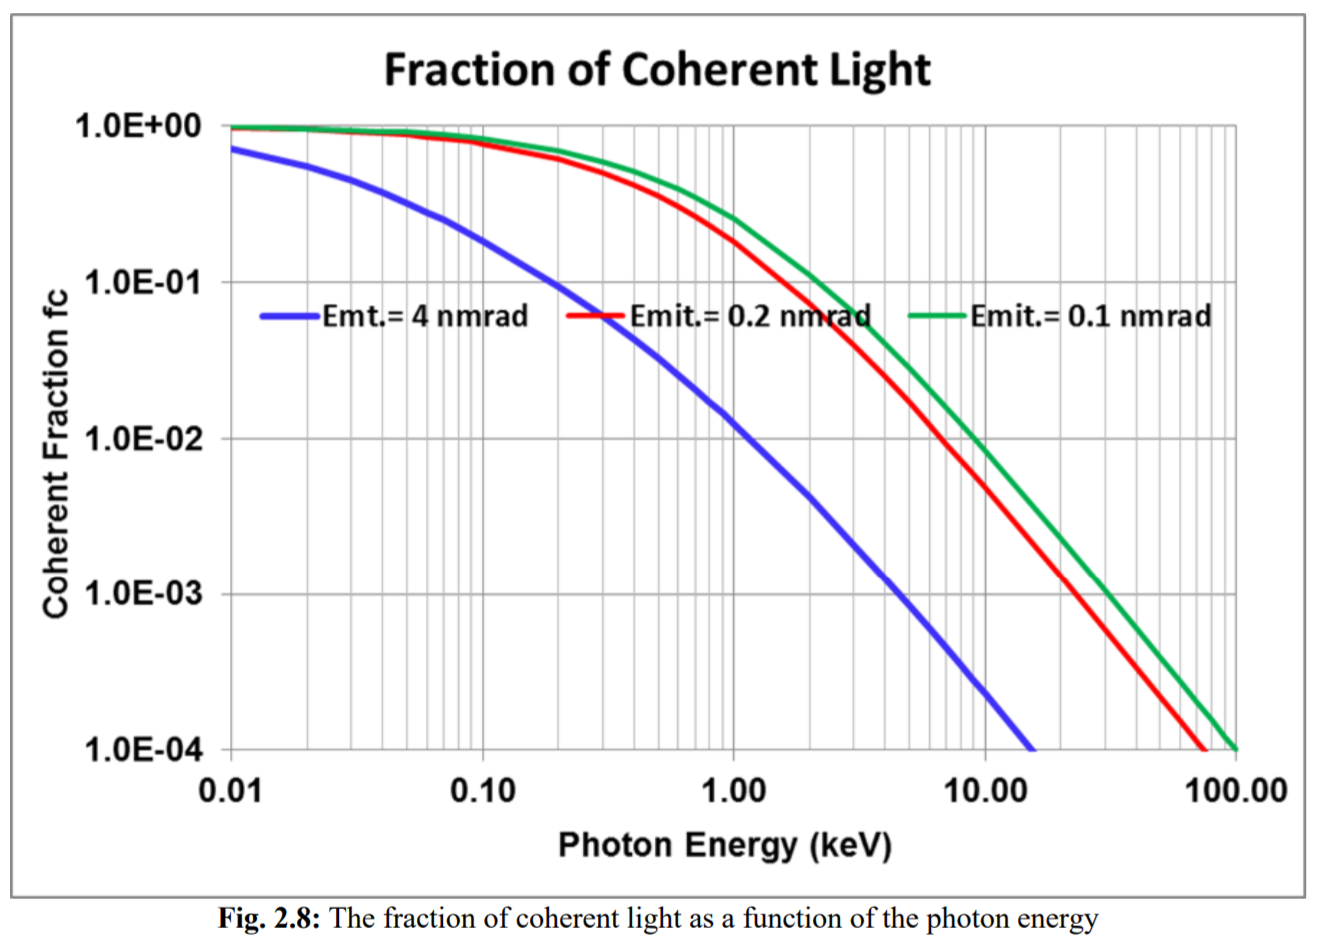 Fraction of Coherent Light
1.0E+00
1.0E-01
1.0E-02
1.0E-03
1.0E-04
Coherent Fraction fc
Emt.= 4 nmrad
Emit.= 0.2 nmrad
Emit.= 0.1 nmrad
0.01 0.10 1.00 10.00 100.00
Photon Energy (keV)
Fig. 2.8: The fraction of coherent light as a function of the photon energy